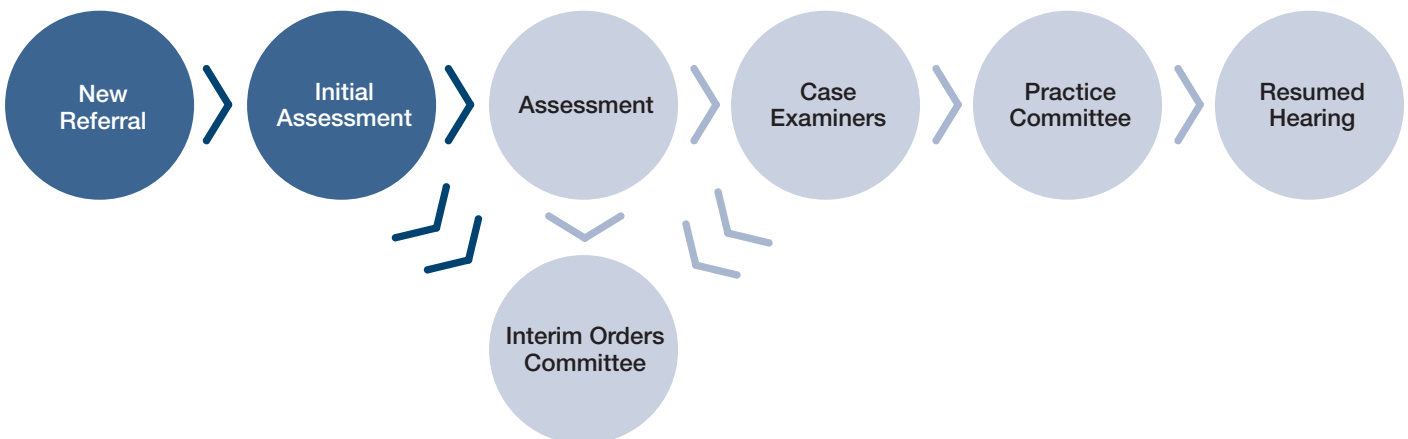 New
Referral
Initial
Assessment
Assessment
Case
Examiners
Practice
Committee
Resumed
Hearing
Interim Orders
Committee